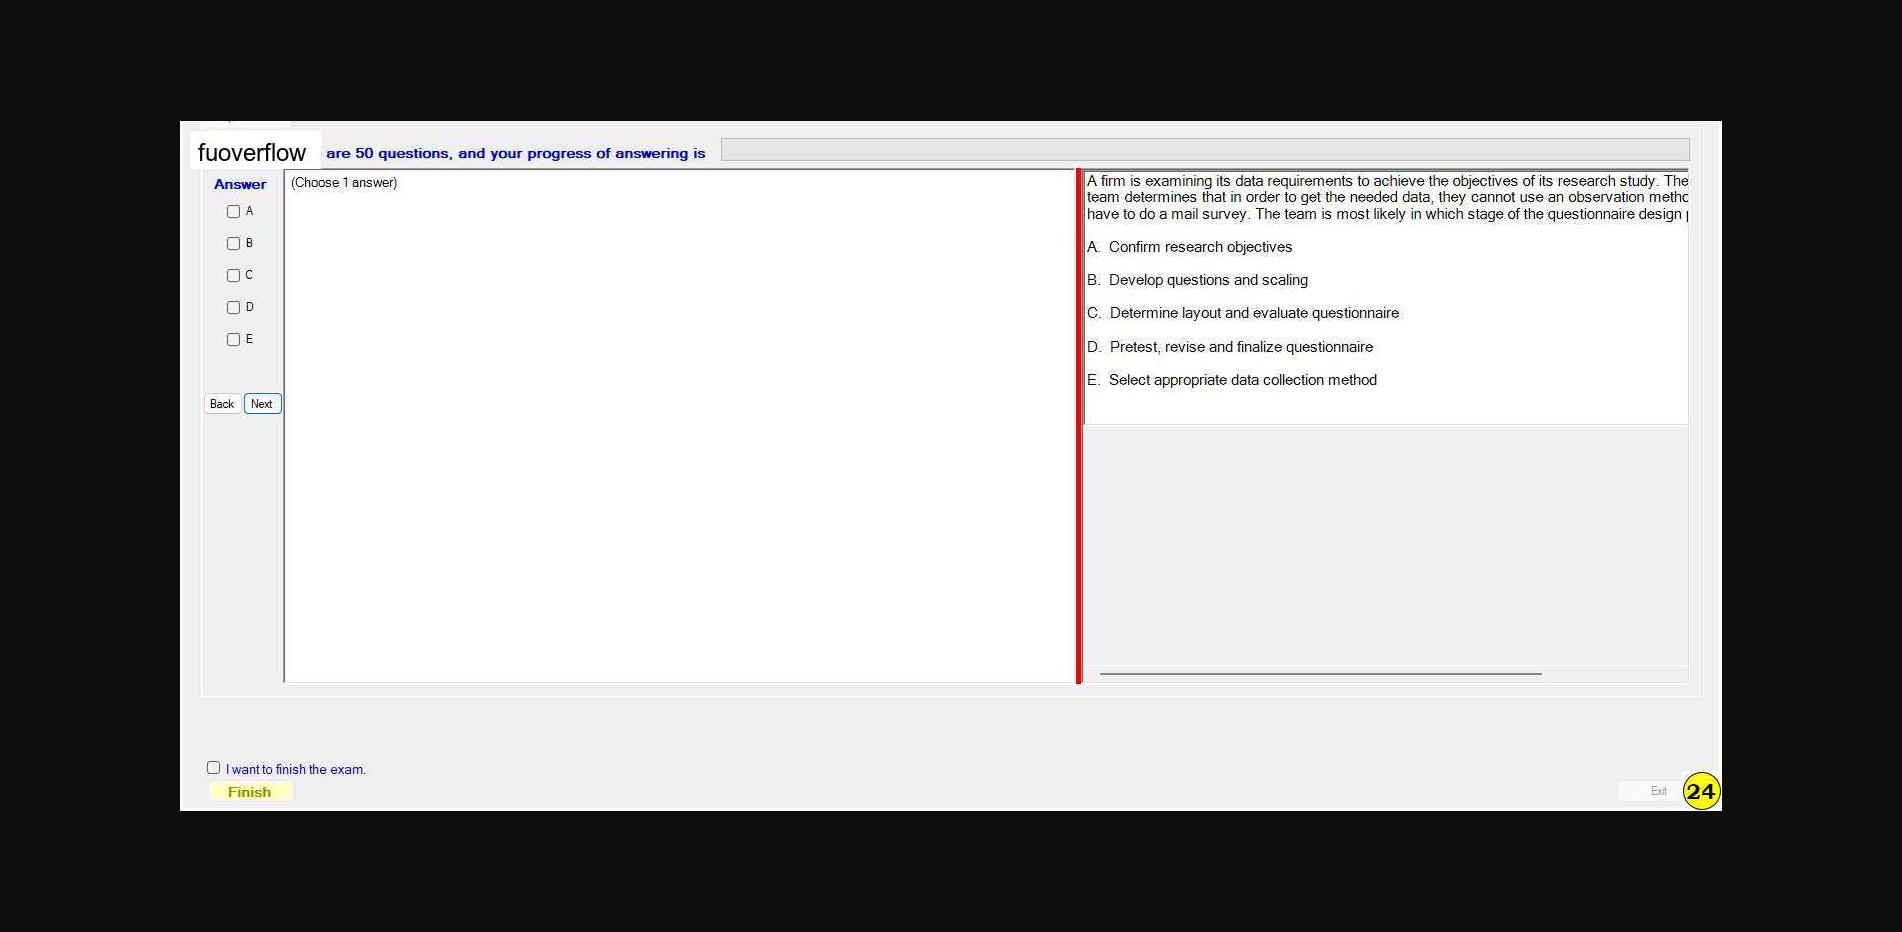 fuoverflow are 50 questions, and your progress of answering is
Answer
(Choose 1 answer)
A
B
C
D
E
Back Next
A firm is examining its data requirements to achieve the objectives of its research study. The
team determines that in order to get the needed data, they cannot use an observation
have to do a mail survey. The team is most likely in which stage of the questionnaire design
A. Confirm research objectives
B. Develop questions and scaling
C. Determine layout and evaluate questionnaire
D. Pretest, revise and finalize questionnaire
E. Select appropriate data collection method
I want to finish the exam.
Finish
Exit
24